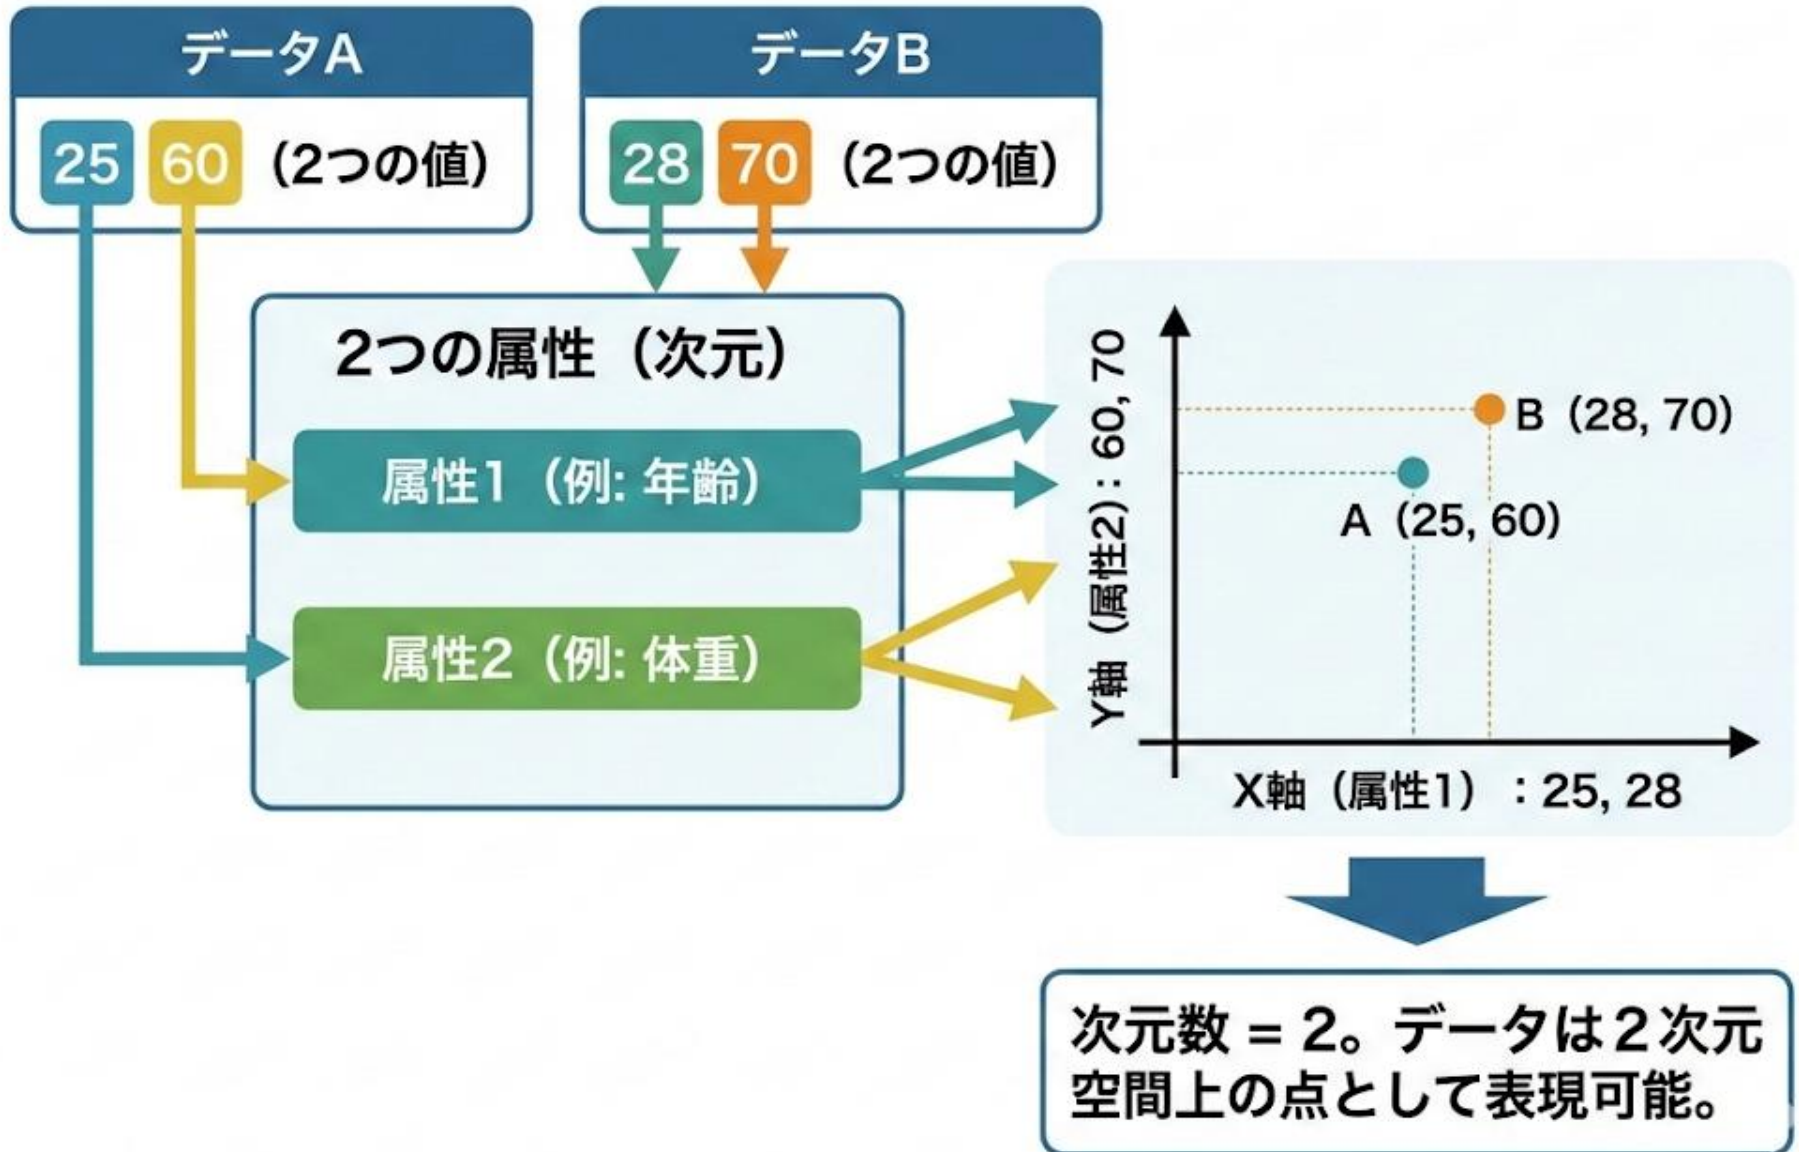 データA
25 60 (2つの値)
データB
28 70 (2つの値)
2つの属性（次元）
属性1（例: 年齢）
属性2（例: 体重）
Y軸（属性2）: 60, 70
B（28, 70）
A（25, 60）
X軸（属性1）: 25, 28
次元数 = 2。データは２次元
空間上の点として表現可能。